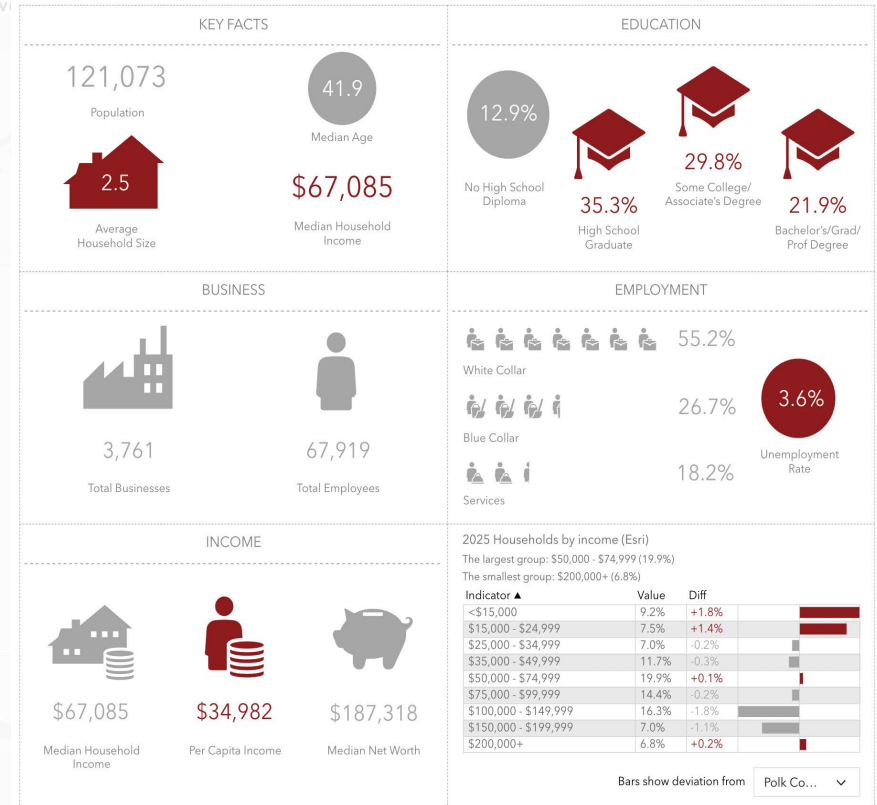 KEY FACTS
121,073
Population
41.9
Median Age
2.5
Average
Household Size
$67,085
Median Household
Income
EDUCATION
12.9%
No High School
Diploma
35.3%
High School
Graduate
29.8%
Some College/
Associate's Degree
21.9%
Bachelor's/Grad/
Prof Degree
BUSINESS
3,761
Total Businesses
67,919
Total Employees
EMPLOYMENT
55.2%
White Collar
26.7%
Blue Collar
18.2%
Services
3.6%
Unemployment
Rate
INCOME
$67,085
Median Household
Income
$34,982
Per Capita Income
$187,318
Median Net Worth
2025 Households by income (Esri)
The largest group: $50,000 - $74,999 (19.9%)
The smallest group: $200,000+ (6.8%)
Indicator ▲ Value Diff
<$15,000 9.2% +1.8%
$15,000 - $24,999 7.5% +1.4%
$25,000 - $34,999 7.0% -0.2%
$35,000 - $49,999 11.7% -0.3%
$50,000 - $74,999 19.9% +0.1%
$75,000 - $99,999 14.4% -0.2%
$100,000 - $149,999 16.3% -1.8%
$150,000 - $199,999 7.0% -1.1%
$200,000+ 6.8% +0.2%
Bars show deviation from Polk Co...